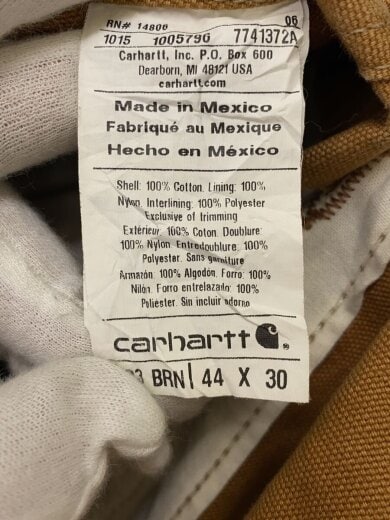 RN# 14806 06
1015 1005796 7741372A
Carhartt, Inc. P.O. Box 600
Dearborn, MI 48121 USA
carhartt.com
Made in Mexico
Fabriqué au Mexique
Hecho en México
Shell: 100% Cotton. Lining: 100%
Nylon. Interlining: 100% Polyester
Exclusive of trimming
Extérieur: 100% Coton. Doublure:
100% Nylon. Entredoublure: 100%
Polyester. Sans garniture
Armazón: 100% Algodón. Forro: 100%
Nilón. Forro entrelazado: 100%
Poliéster. Sin incluir adorno
carhartt
BRN 44 X 30